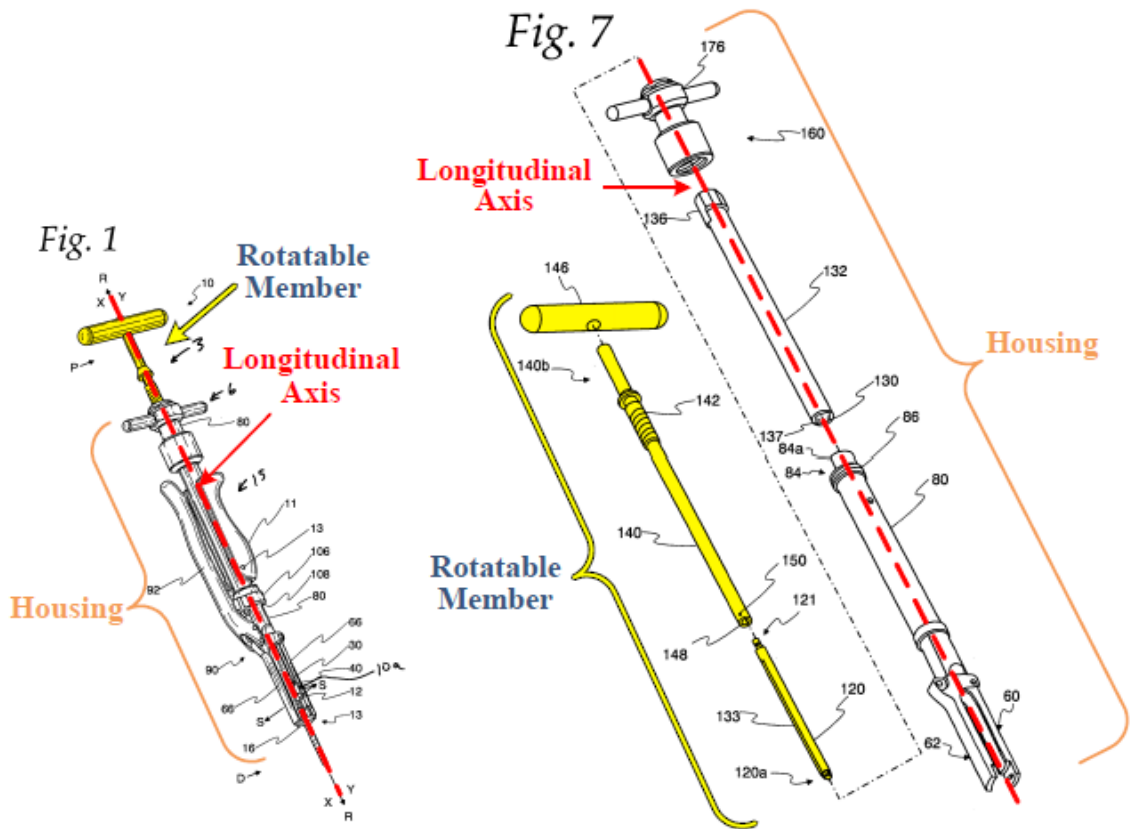 Fig. 1
R
X Y
10
Rotatable
Member
P
3
Longitudinal
Axis
6
80
15
11
13
106
108
92
80
Housing
66
30
90
40
10a
66
S
12
S
13
16
D
X Y
R
Fig. 7
176
160
Longitudinal
Axis
136
146
132
Housing
140b
142
130
137
84a
86
84
80
140
150
Rotatable
Member
121
148
120
133
60
62
120a